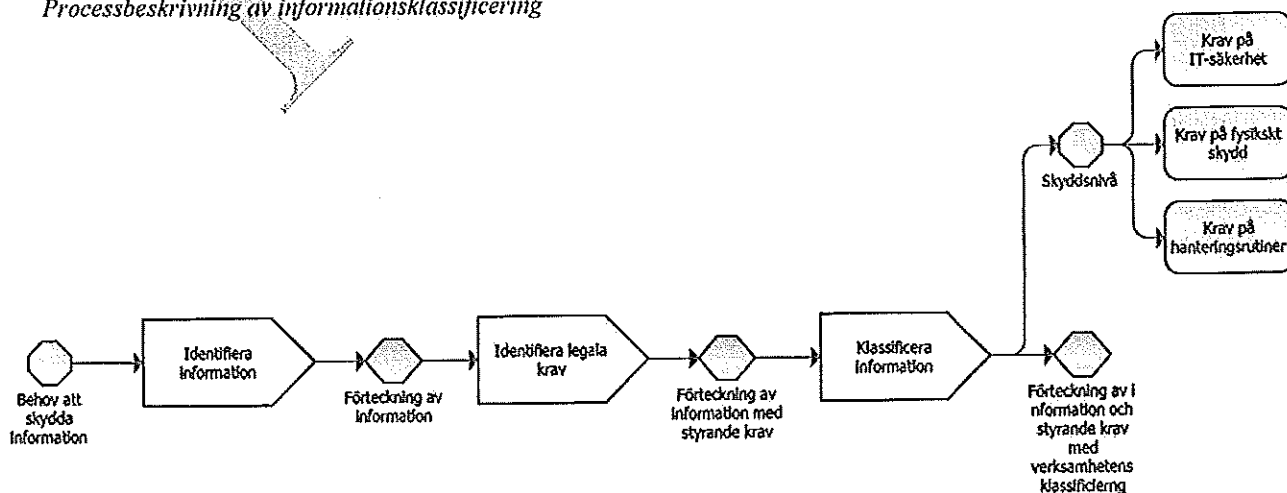 Processbeskrivning av informationsklassificering
Krav på
IT-säkerhet
Krav på fysikskt
skydd
Skyddsnivå
Krav på
hanteringsrutiner
Identifiera
information
Identifiera legala
krav
Klassificera
information
Behov att
skydda
information
Förteckning av
information
Förteckning av
information med
styrande krav
Förteckning av i
nformation och
styrande krav
med
verksamhetens
klassificierng